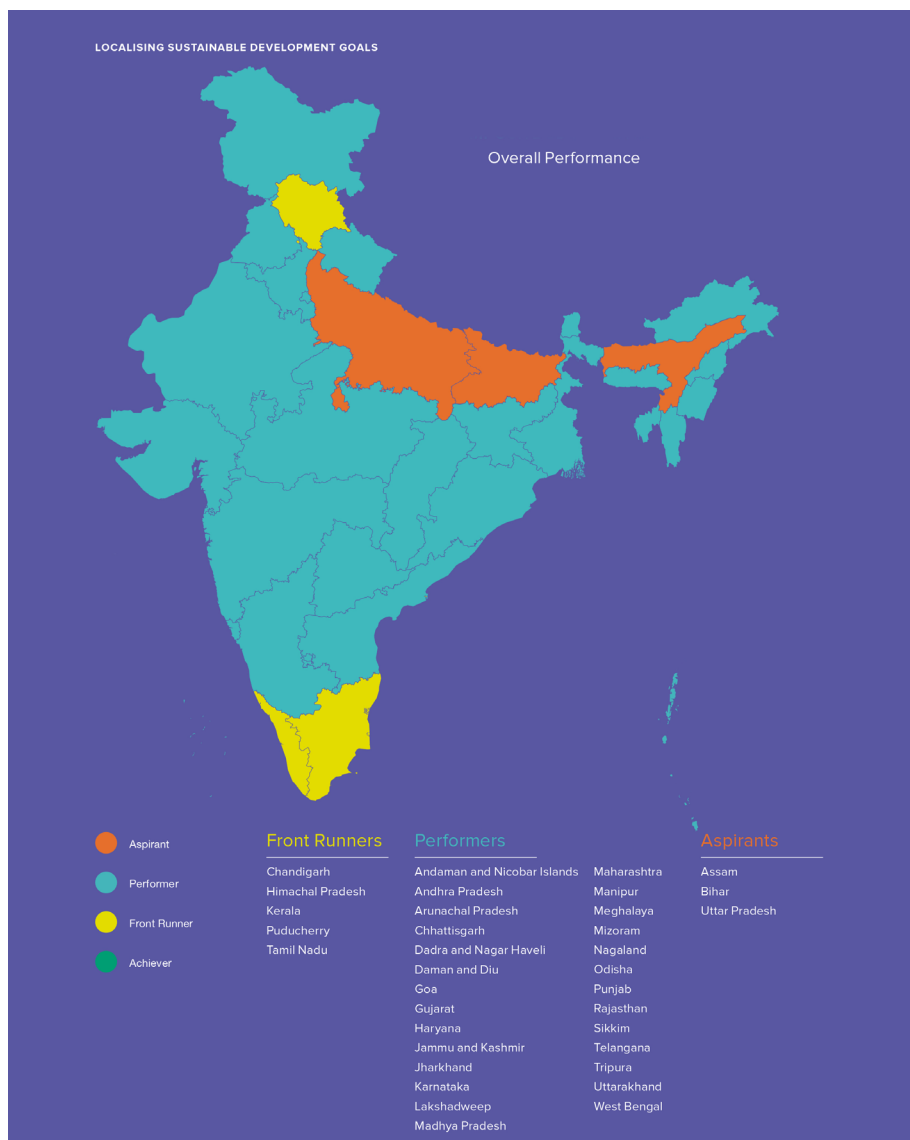 LOCALISING SUSTAINABLE DEVELOPMENT GOALS
Overall Performance
Aspirant
Performer
Front Runner
Achiever
Front Runners
Chandigarh
Himachal Pradesh
Kerala
Puducherry
Tamil Nadu
Performers
Andaman and Nicobar Islands
Andhra Pradesh
Arunachal Pradesh
Chhattisgarh
Dadra and Nagar Haveli
Daman and Diu
Goa
Gujarat
Haryana
Jammu and Kashmir
Jharkhand
Karnataka
Lakshadweep
Madhya Pradesh
Maharashtra
Manipur
Meghalaya
Mizoram
Nagaland
Odisha
Punjab
Rajasthan
Sikkim
Telangana
Tripura
Uttarakhand
West Bengal
Aspirants
Assam
Bihar
Uttar Pradesh